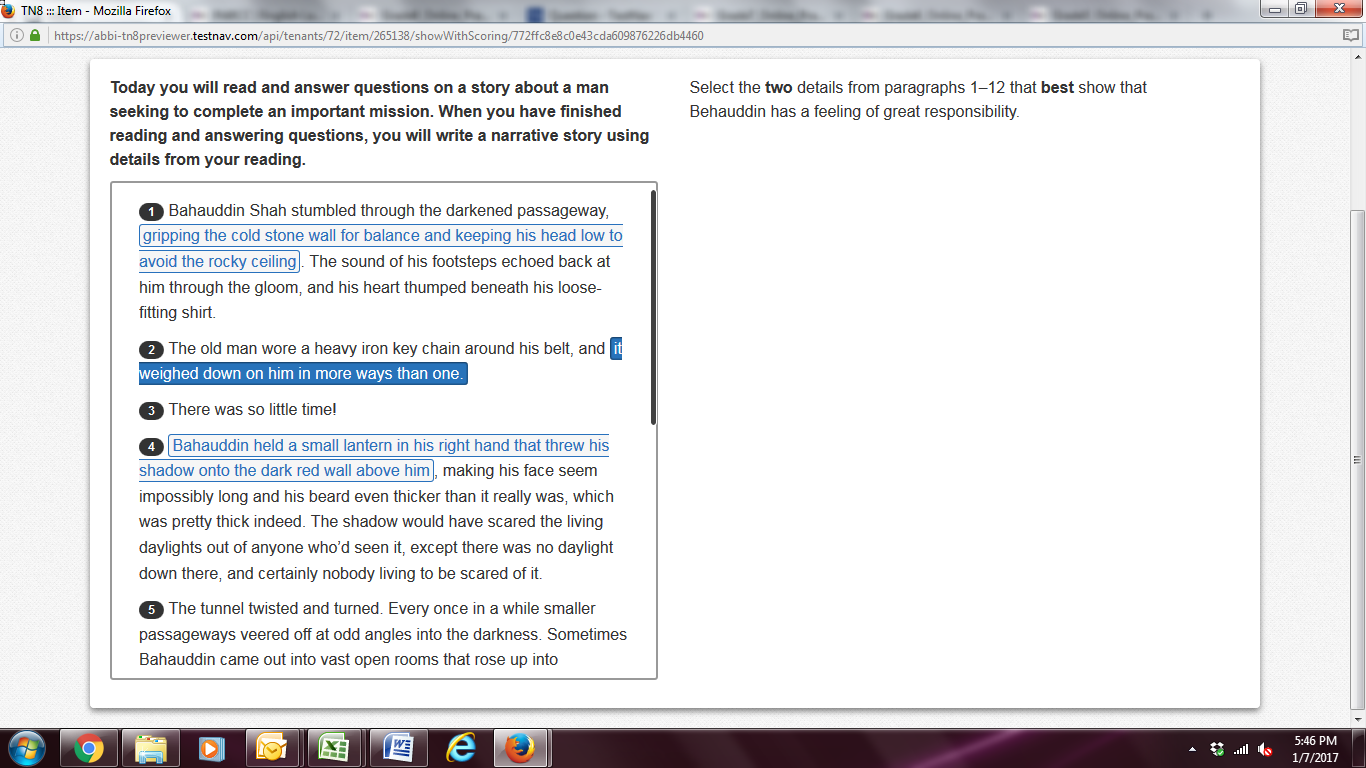 TN8 ::: Item - Mozilla Firefox
https://abbi-tn8previewer.testnav.com/api/tenants/72/item/265138/showWithScoring/772ffc8e8c0e43cda609876226db4460
Today you will read and answer questions on a story about a man
seeking to complete an important mission. When you have finished
reading and answering questions, you will write a narrative story using
details from your reading.
1 Bahauddin Shah stumbled through the darkened passageway,
gripping the cold stone wall for balance and keeping his head low to
avoid the rocky ceiling. The sound of his footsteps echoed back at
him through the gloom, and his heart thumped beneath his loose-
fitting shirt.
2 The old man wore a heavy iron key chain around his belt, and it
weighed down on him in more ways than one.
3 There was so little time!
4 Bahauddin held a small lantern in his right hand that threw his
shadow onto the dark red wall above him, making his face seem
impossibly long and his beard even thicker than it really was, which
was pretty thick indeed. The shadow would have scared the living
daylights out of anyone who’d seen it, except there was no daylight
down there, and certainly nobody living to be scared of it.
5 The tunnel twisted and turned. Every once in a while smaller
passageways veered off at odd angles into the darkness. Sometimes
Bahauddin came out into vast open rooms that rose up into
Select the two details from paragraphs 1–12 that best show that
Behauddin has a feeling of great responsibility.
5:46 PM
1/7/2017